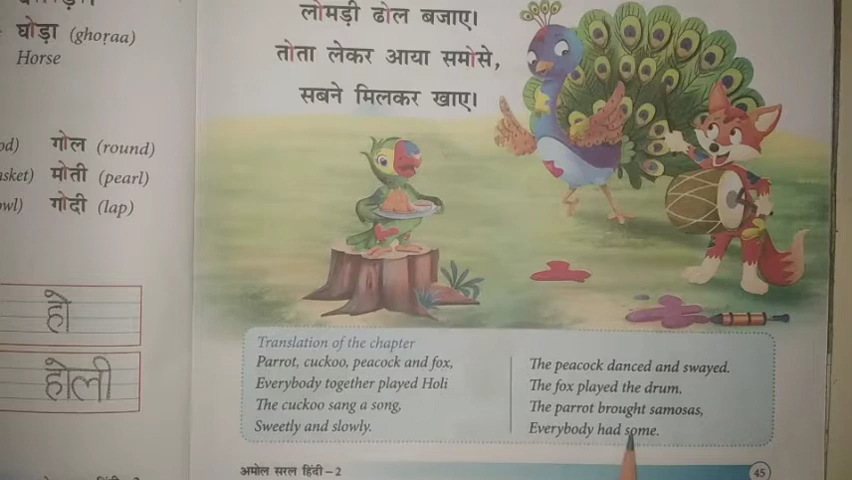 घोड़ा (ghoṛaa)
Horse
गोल (round)
मोती (pearl)
गोदी (lap)
हो
होली
लोमड़ी ढोल बजाए।
तोता लेकर आया समोसे,
सबने मिलकर खाए।
Translation of the chapter
Parrot, cuckoo, peacock and fox,
Everybody together played Holi
The cuckoo sang a song,
Sweetly and slowly.
The peacock danced and swayed.
The fox played the drum.
The parrot brought samosas,
Everybody had some.
अमोल सरल हिंदी – 2
45